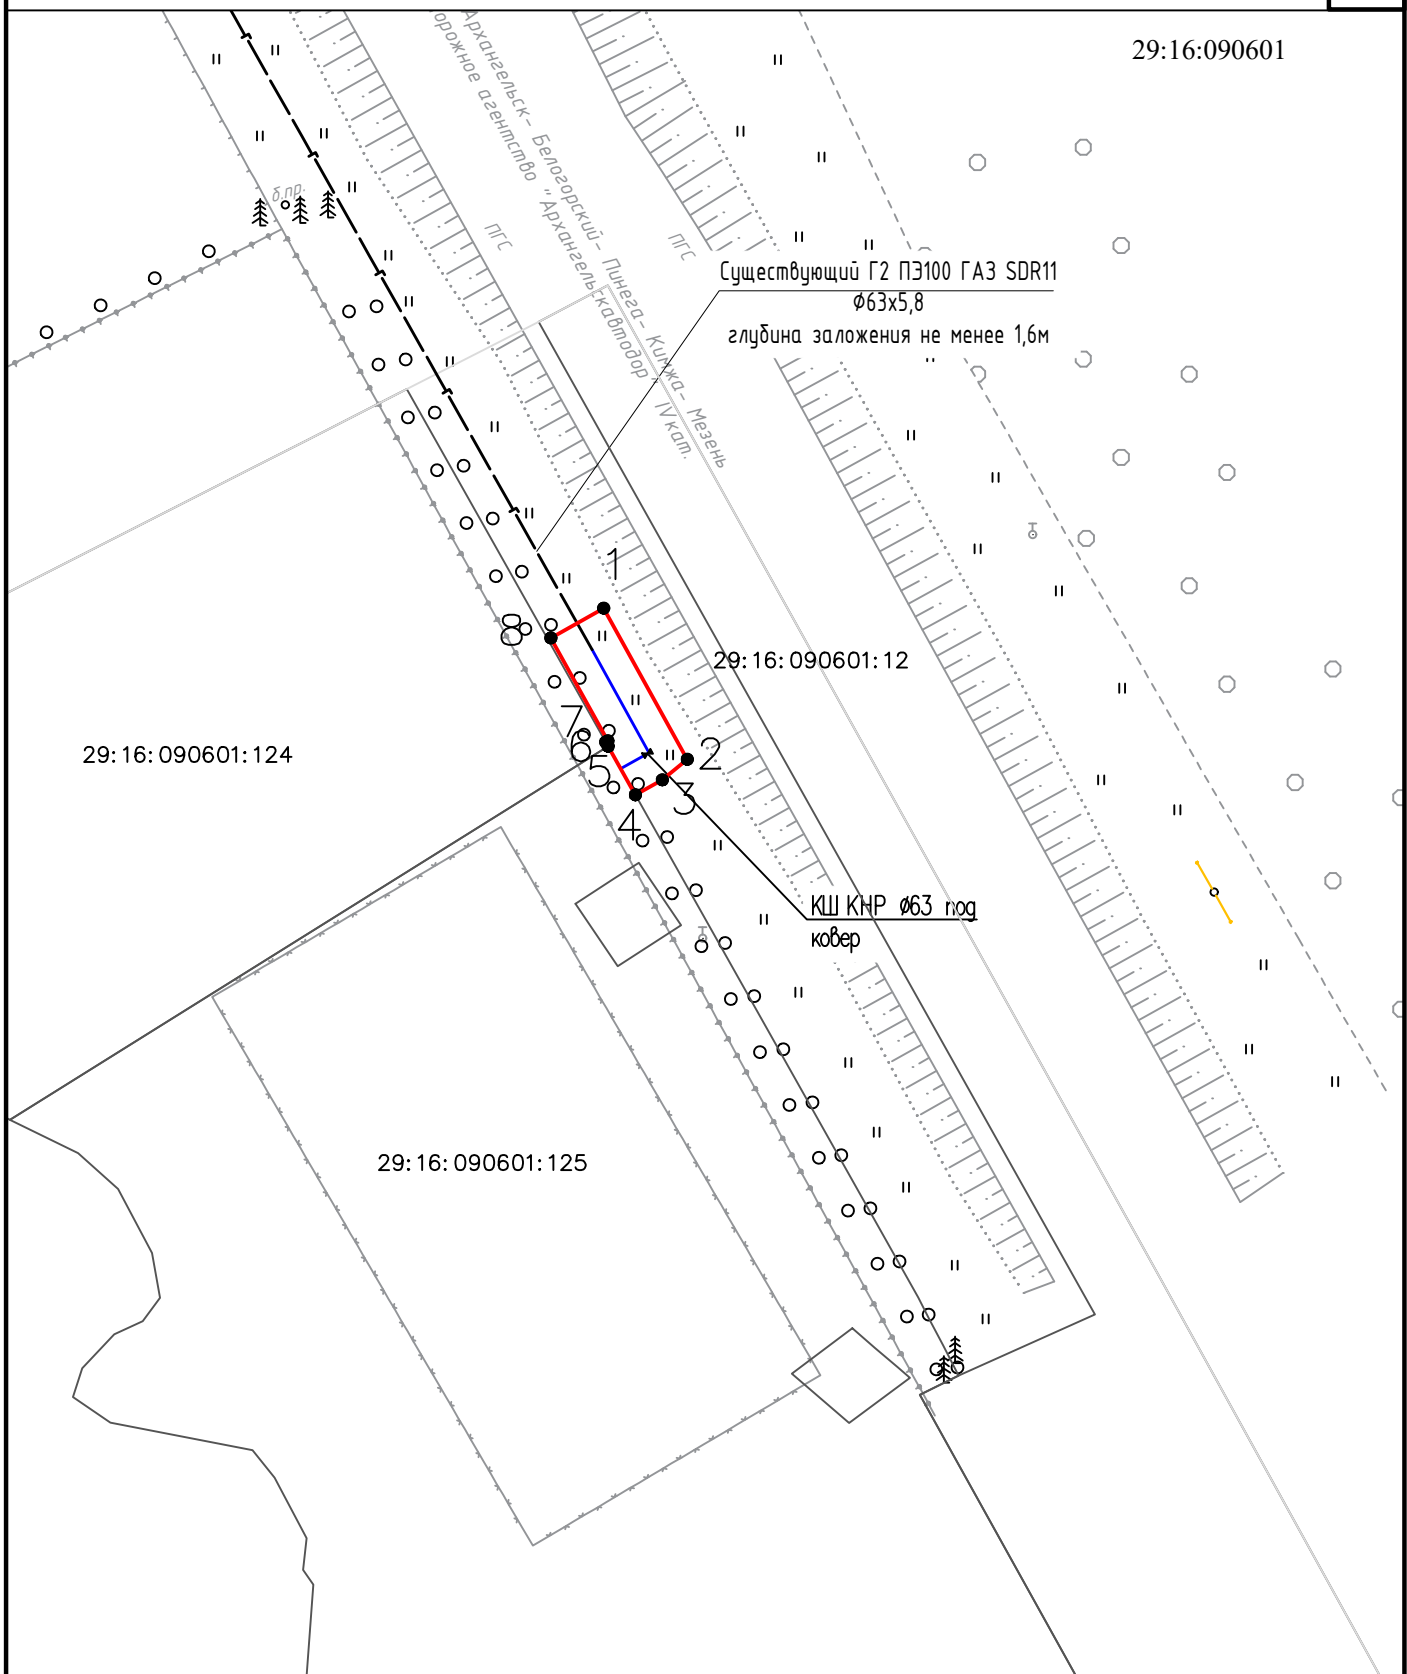 29:16:090601
Архангельск- Белогорский- Пинега- Кимжа- Мезень
орожное агентство "Архангельскавтодор" IVкат.
б.пр.
ПГС
ПГС
Существующий Г2 ПЭ100 ГАЗ SDR11
Ø63х5,8
глубина заложения не менее 1,6м
1
8
29:16:090601:12
7
6
2
29:16:090601:124
5
3
4
КШ КНР Ø63 под
ковер
29:16:090601:125